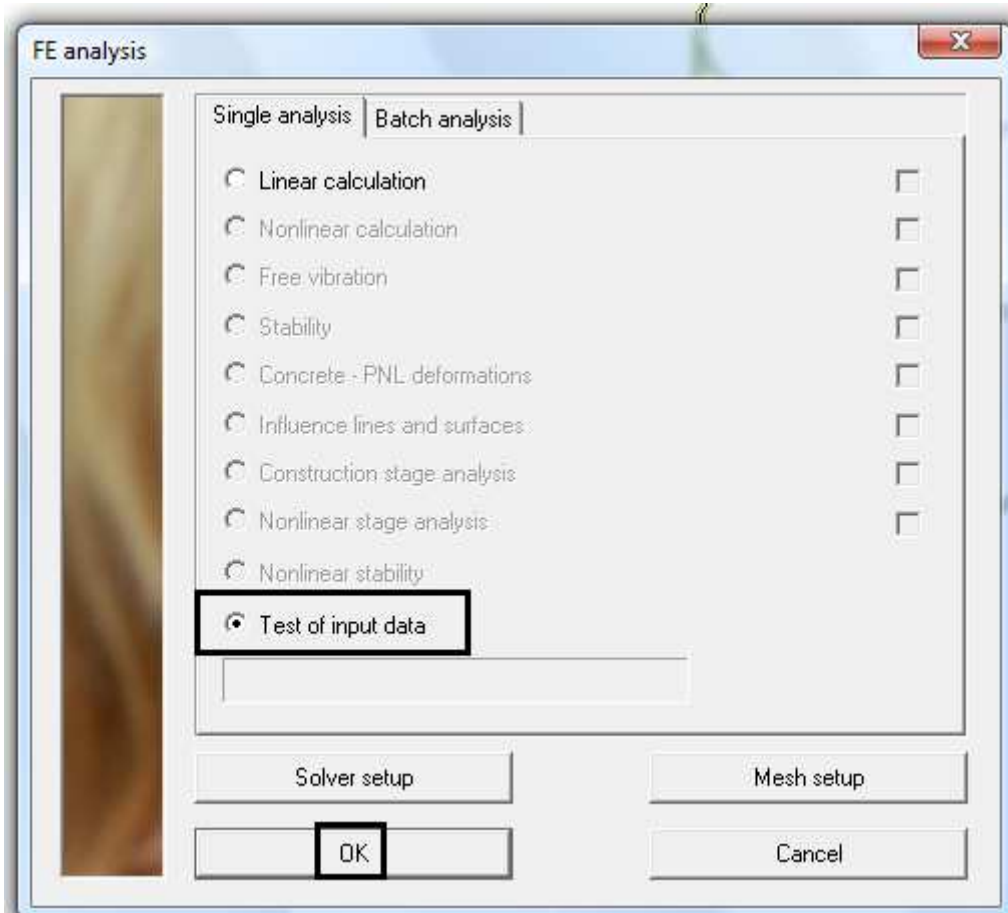 FE analysis
Single analysis Batch analysis
Linear calculation
Nonlinear calculation
Free vibration
Stability
Concrete - PNL deformations
Influence lines and surfaces
Construction stage analysis
Nonlinear stage analysis
Nonlinear stability
Test of input data
Solver setup Mesh setup
OK Cancel